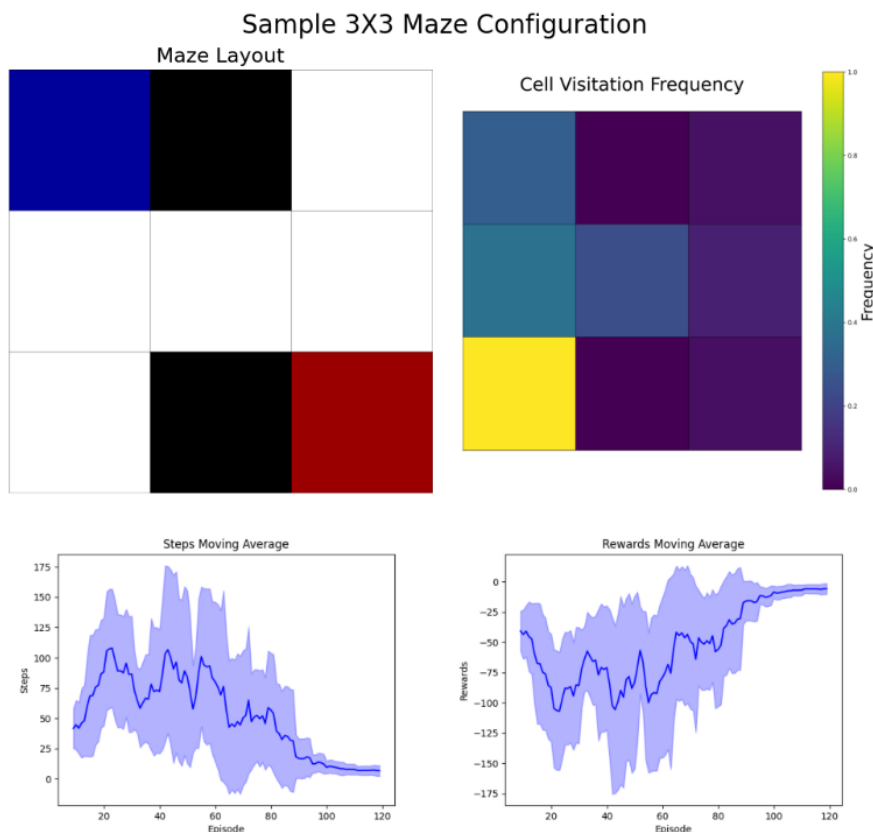 Sample 3X3 Maze Configuration
Maze Layout
Cell Visitation Frequency
1.0
0.8
0.6
0.4
0.2
0.0
Frequency
Steps Moving Average
175
150
125
100
75
50
25
0
Steps
20 40 60 80 100 120
Episode
Rewards Moving Average
0
−25
−50
−75
−100
−125
−150
−175
Rewards
20 40 60 80 100 120
Episode